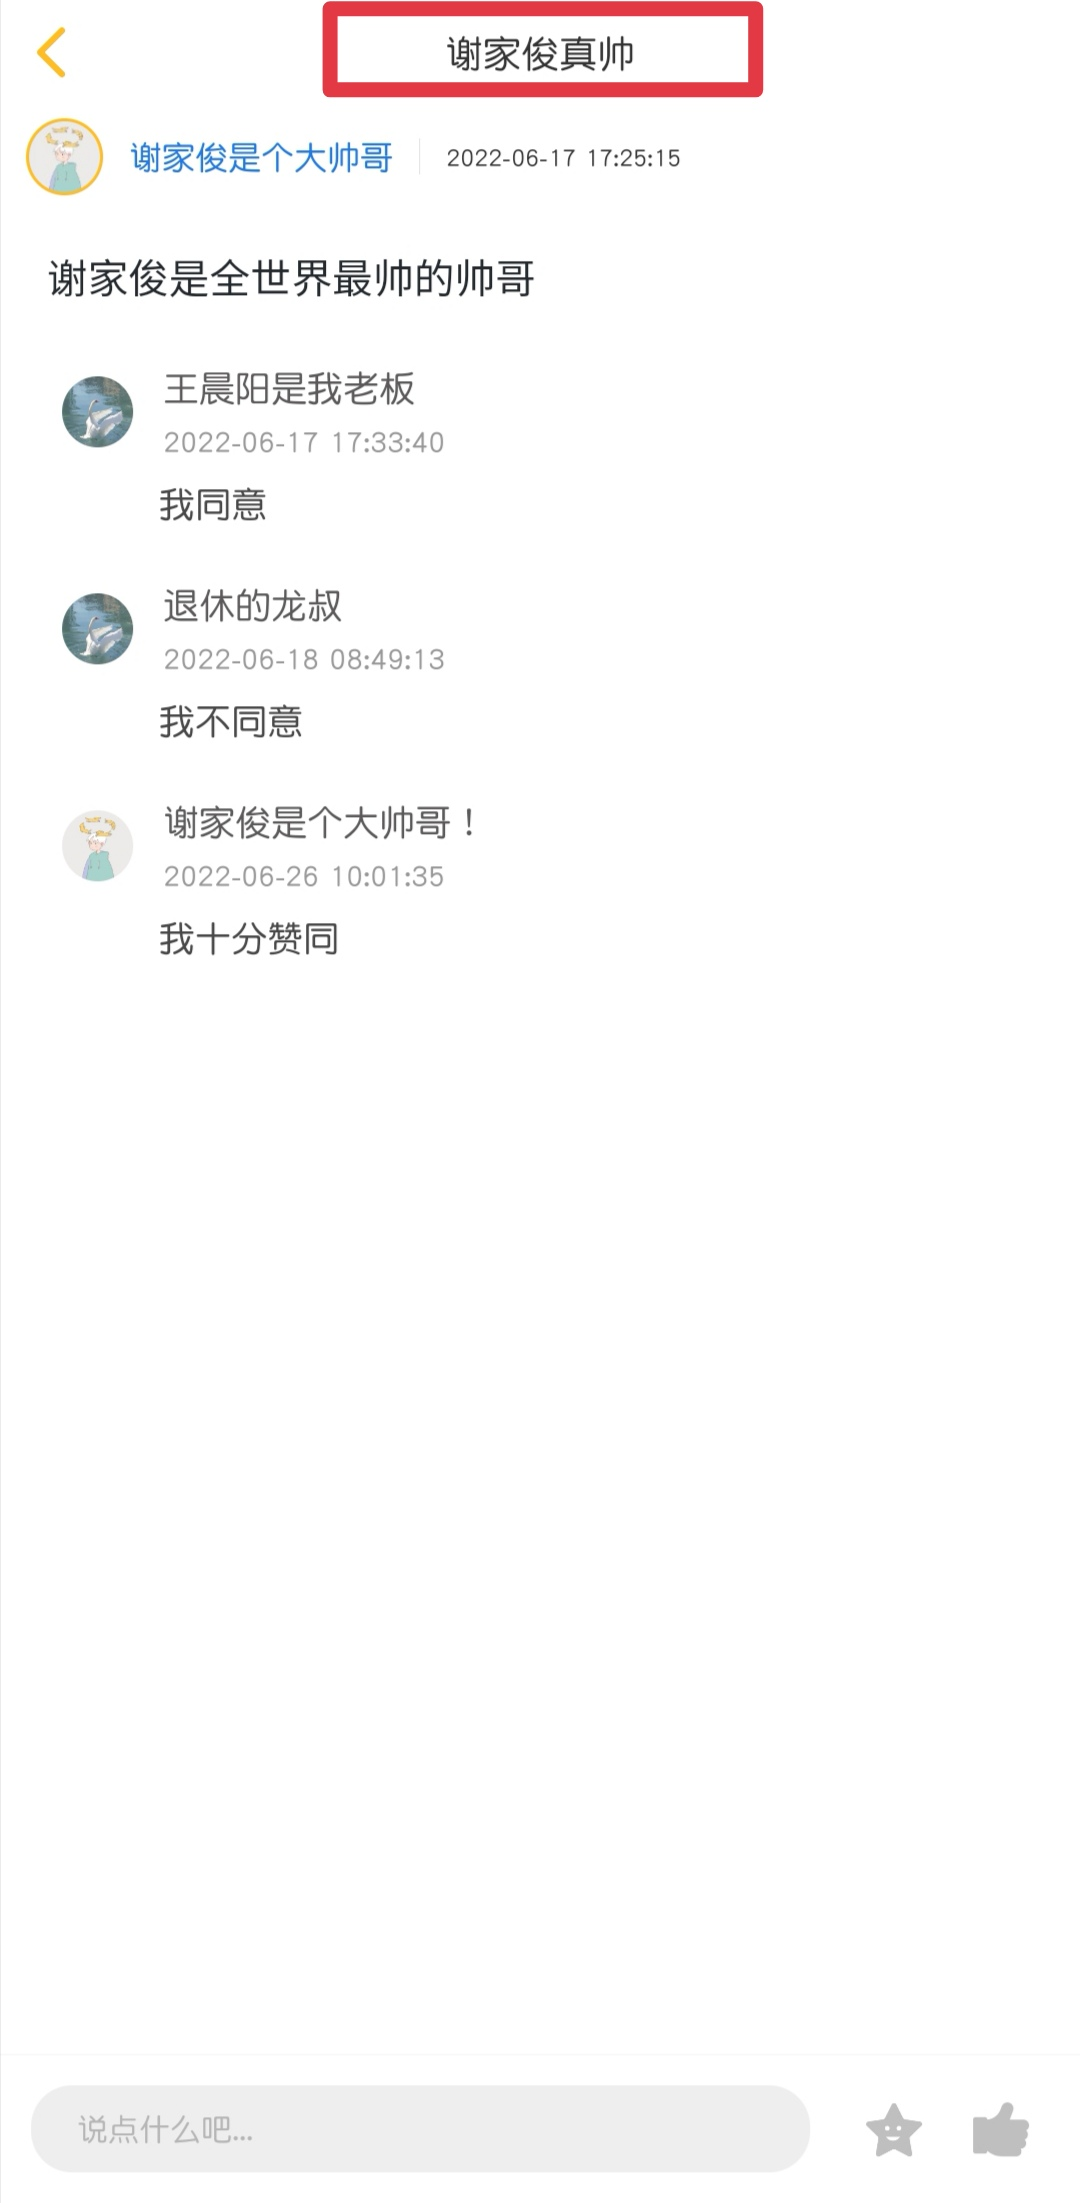 谢家俊真帅
谢家俊是个大帅哥
2022-06-17 17:25:15
谢家俊是全世界最帅的帅哥
王晨阳是我老板
2022-06-17 17:33:40
我同意
退休的龙叔
2022-06-18 08:49:13
我不同意
谢家俊是个大帅哥！
2022-06-26 10:01:35
我十分赞同
说点什么吧...